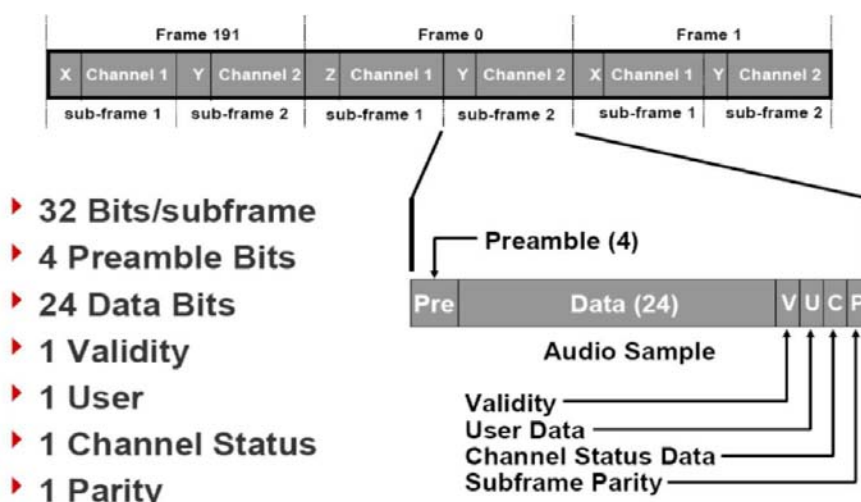 Frame 191 Frame 0 Frame 1
X Channel 1 Y Channel 2 Z Channel 1 Y Channel 2 X Channel 1 Y Channel 2
sub-frame 1 sub-frame 2 sub-frame 1 sub-frame 2 sub-frame 1 sub-frame 2
32 Bits/subframe
4 Preamble Bits
24 Data Bits
1 Validity
1 User
1 Channel Status
1 Parity
Preamble (4)
Pre Data (24) V U C P
Audio Sample
Validity
User Data
Channel Status Data
Subframe Parity